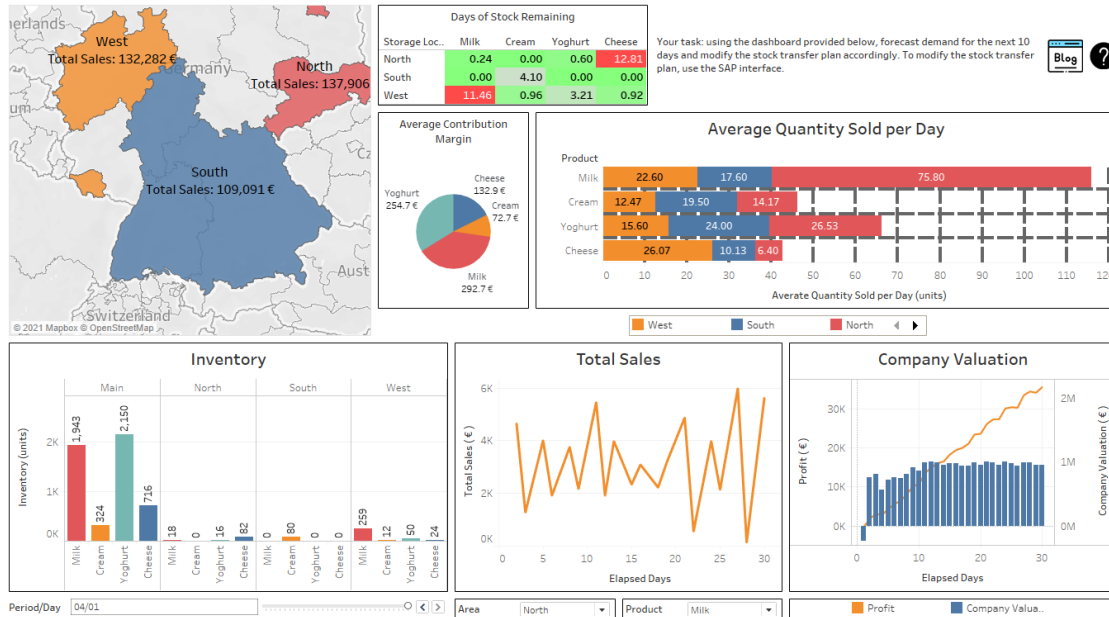 herlands
West
Total Sales: 132,282 €
Germany
North
Total Sales: 137,906
South
Total Sales: 109,091 €
Cz
Aust
Switzerland
© 2021 Mapbox © OpenStreetMap
Days of Stock Remaining
Storage Loc.. Milk Cream Yoghurt Cheese
North 0.24 0.00 0.60 12.81
South 0.00 4.10 0.00 0.00
West 11.46 0.96 3.21 0.92
Your task: using the dashboard provided below, forecast demand for the next 10
days and modify the stock transfer plan accordingly. To modify the stock transfer
plan, use the SAP interface.
Blog
?
Average Contribution
Margin
Yoghurt
254.7 €
Cheese
132.9 €
Cream
72.7 €
Milk
292.7 €
Average Quantity Sold per Day
Product
Milk 22.60 17.60 75.80
Cream 12.47 19.50 14.17
Yoghurt 15.60 24.00 26.53
Cheese 26.07 10.13 6.40
0 10 20 30 40 50 60 70 80 90 100 110 120
Averate Quantity Sold per Day (units)
West South North
Inventory
Main North South West
Inventory (units)
2K
1K
0K
1,943 324 2,150 716 18 0 16 82 0 80 0 0 259 12 50 24
Milk Cream Yoghurt Cheese Milk Cream Yoghurt Cheese Milk Cream Yoghurt Cheese Milk Cream Yoghurt Cheese
Total Sales
Total Sales (€)
6K
4K
2K
0K
0 5 10 15 20 25 30
Elapsed Days
Company Valuation
Profit (€)
30K
20K
10K
0K
2M
1M
0M
Company Valuation (€)
0 10 20 30
Elapsed Days
Period/Day 04/01
Area North
Product Milk
Profit Company Valua..